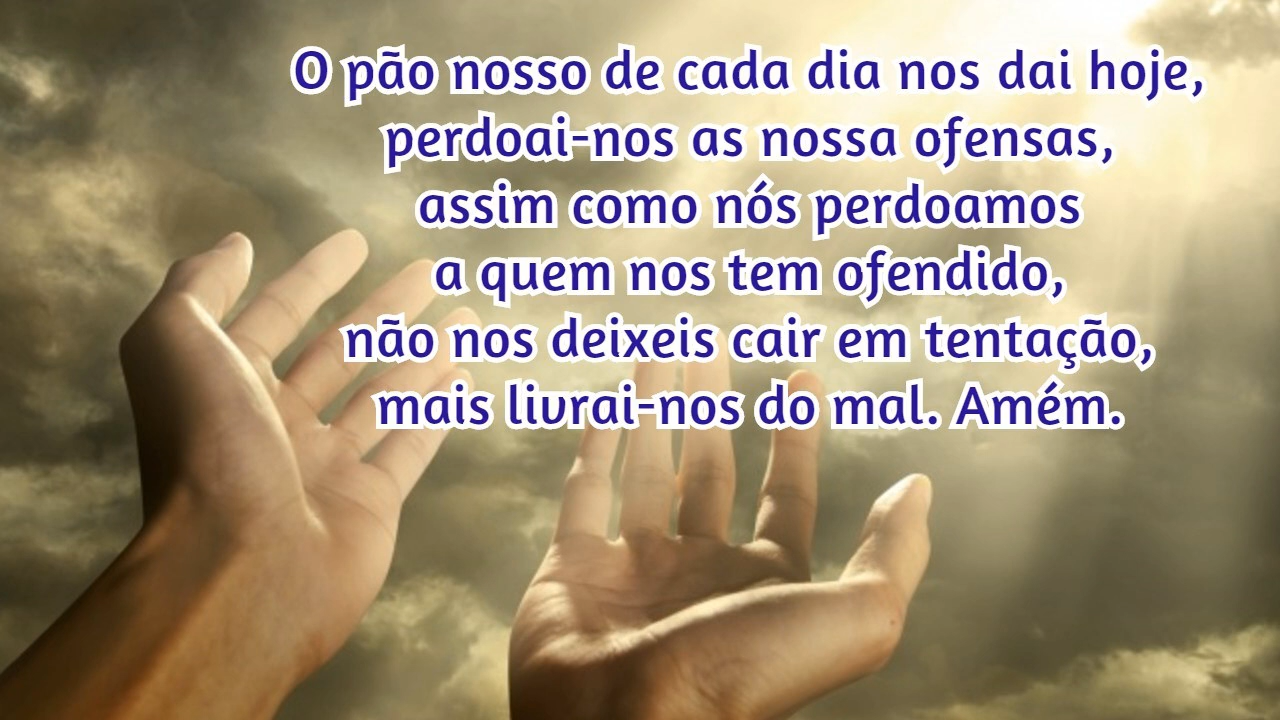 O pão nosso de cada dia nos dai hoje,
perdoai-nos as nossa ofensas,
assim como nós perdoamos
a quem nos tem ofendido,
não nos deixeis cair em tentação,
mais livrai-nos do mal. Amém.